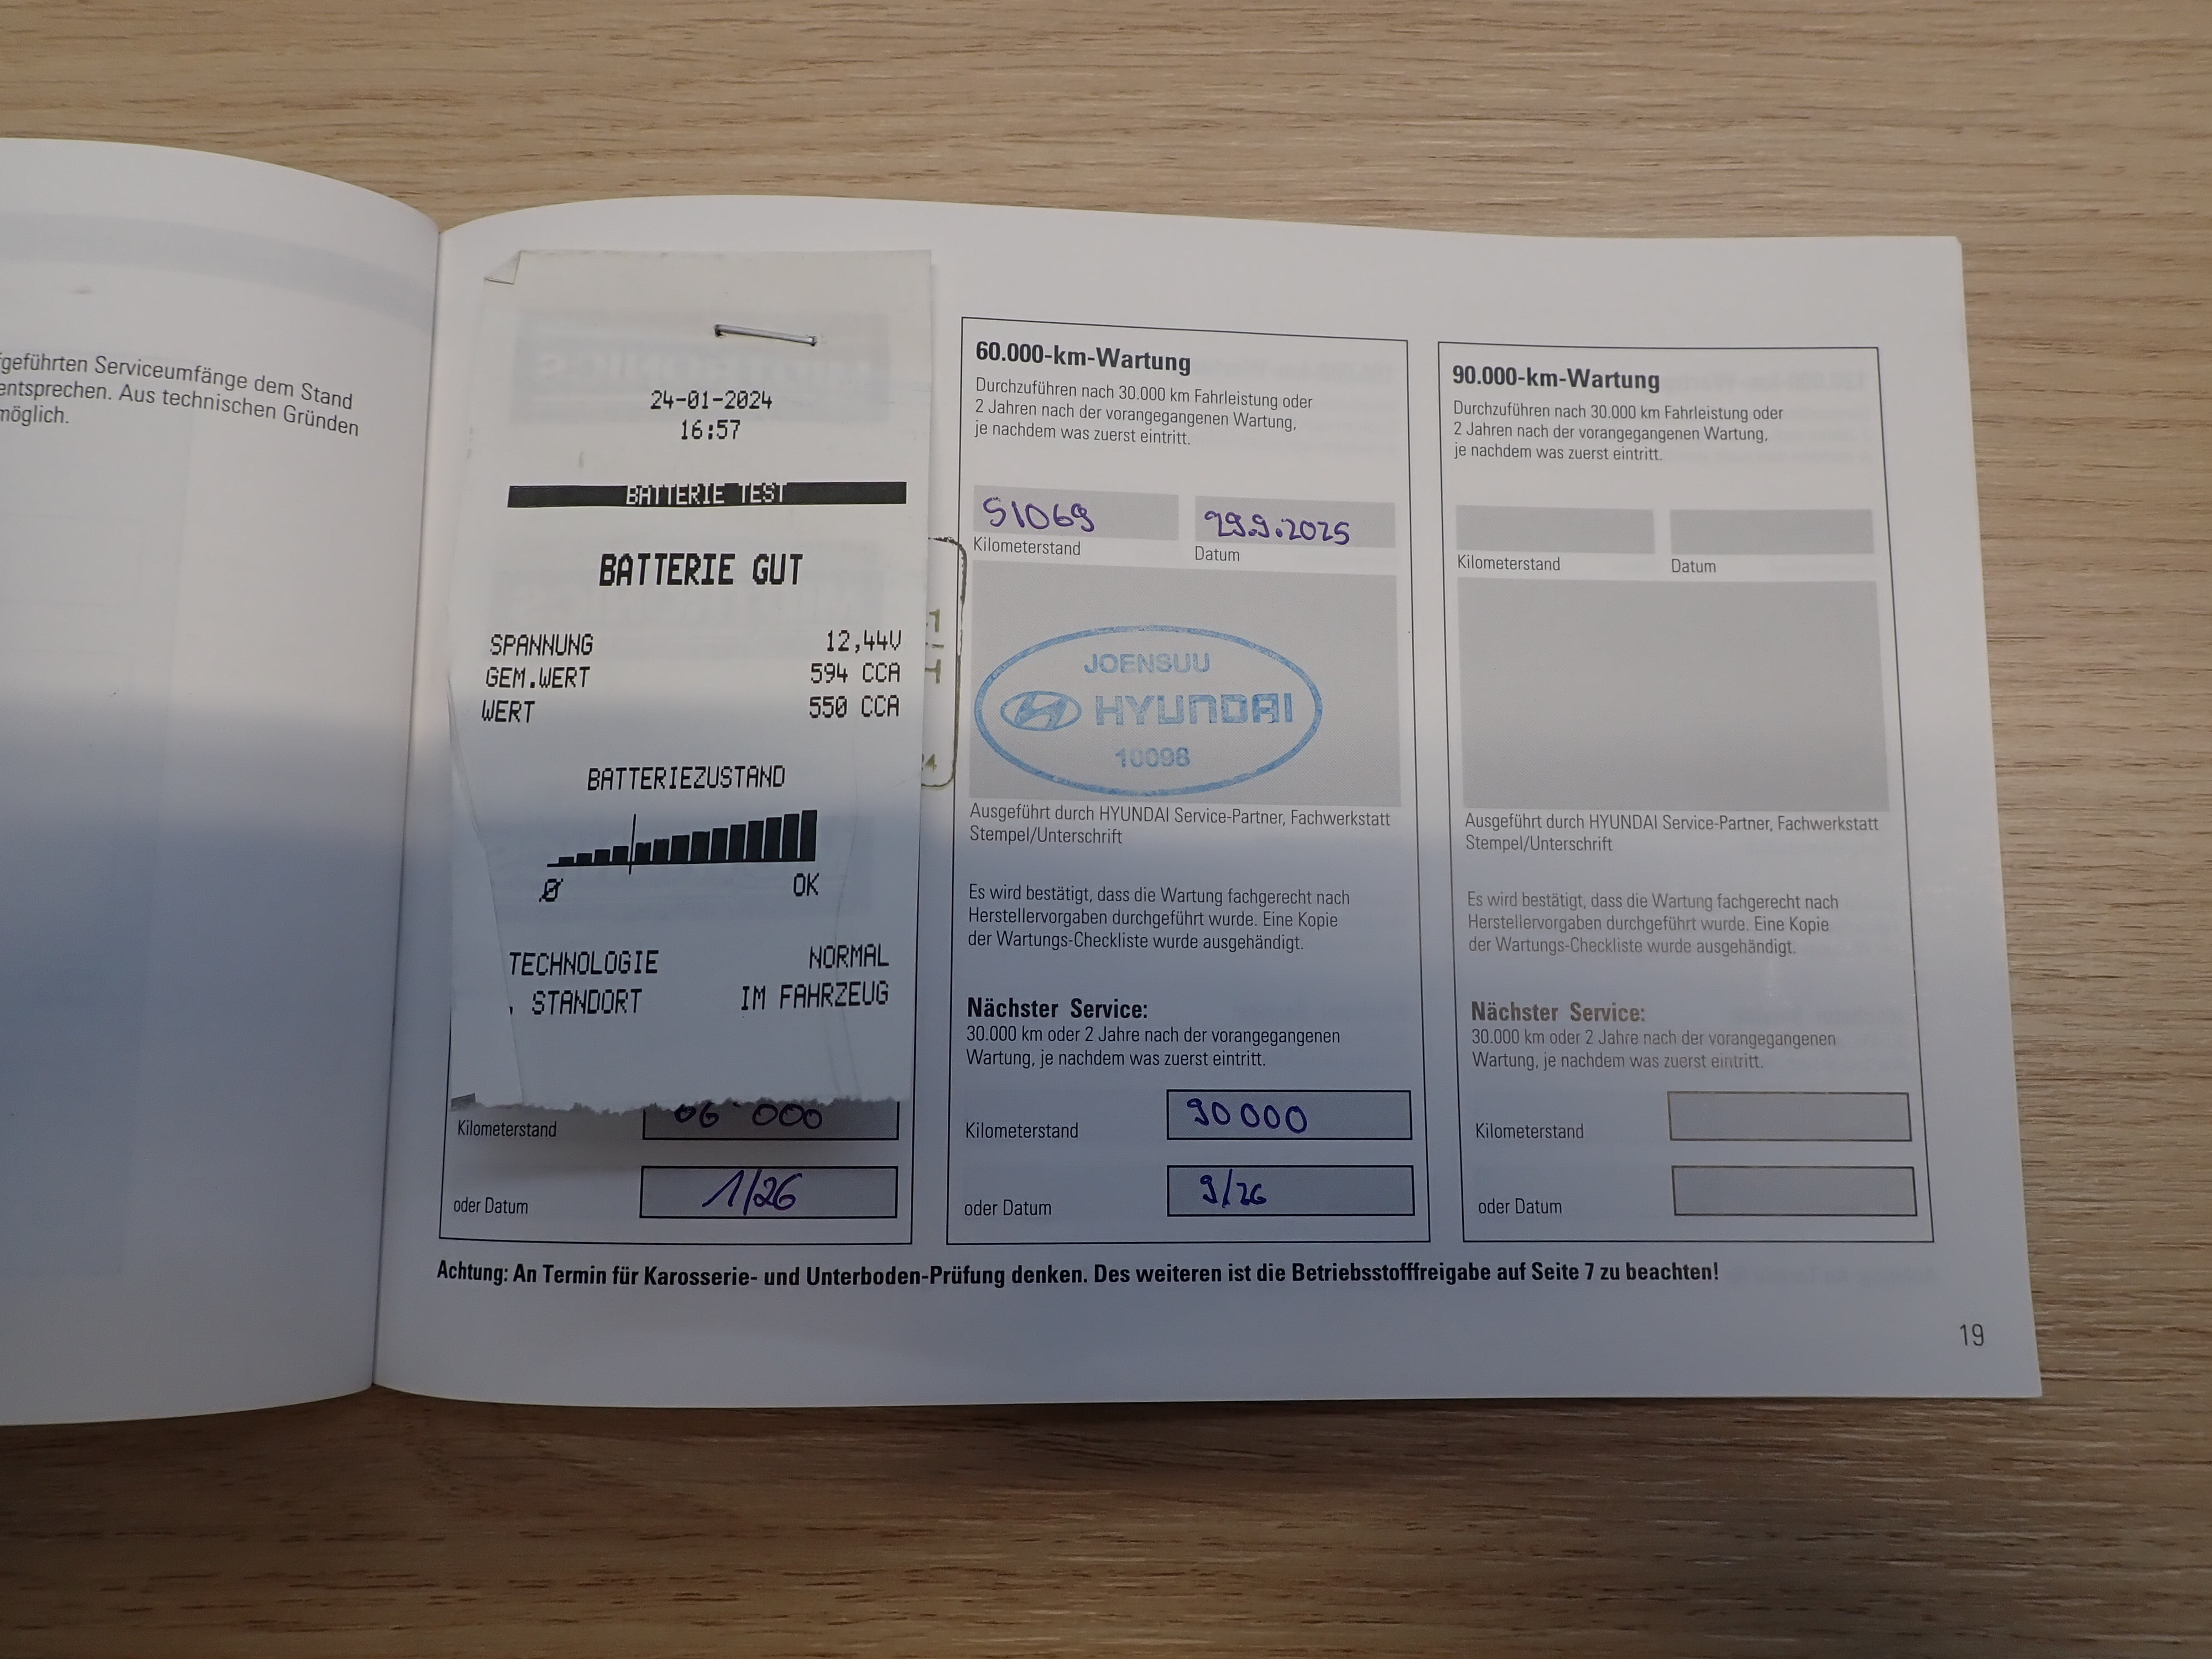 geführten Serviceumfänge dem Stand
entsprechen. Aus technischen Gründen
möglich.
24-01-2024
16:57
BATTERIE TEST
BATTERIE GUT
SPANNUNG 12,44V
GEM.WERT 594 CCA
WERT 550 CCA
BATTERIEZUSTAND
Ø OK
TECHNOLOGIE NORMAL
STANDORT IM FAHRZEUG
000
Kilometerstand
oder Datum 1/26
60.000-km-Wartung
Durchzuführen nach 30.000 km Fahrleistung oder
2 Jahren nach der vorangegangenen Wartung,
je nachdem was zuerst eintritt.
51069 29.9.2025
Kilometerstand Datum
JOENSUU
HYUNDAI
10098
Ausgeführt durch HYUNDAI Service-Partner, Fachwerkstatt
Stempel/Unterschrift
Es wird bestätigt, dass die Wartung fachgerecht nach
Herstellervorgaben durchgeführt wurde. Eine Kopie
der Wartungs-Checkliste wurde ausgehändigt.
Nächster Service:
30.000 km oder 2 Jahre nach der vorangegangenen
Wartung, je nachdem was zuerst eintritt.
Kilometerstand 90000
oder Datum 9/26
90.000-km-Wartung
Durchzuführen nach 30.000 km Fahrleistung oder
2 Jahren nach der vorangegangenen Wartung,
je nachdem was zuerst eintritt.
Kilometerstand Datum
Ausgeführt durch HYUNDAI Service-Partner, Fachwerkstatt
Stempel/Unterschrift
Es wird bestätigt, dass die Wartung fachgerecht nach
Herstellervorgaben durchgeführt wurde. Eine Kopie
der Wartungs-Checkliste wurde ausgehändigt.
Nächster Service:
30.000 km oder 2 Jahre nach der vorangegangenen
Wartung, je nachdem was zuerst eintritt.
Kilometerstand
oder Datum
Achtung: An Termin für Karosserie- und Unterboden-Prüfung denken. Des weiteren ist die Betriebsstofffreigabe auf Seite 7 zu beachten!
19